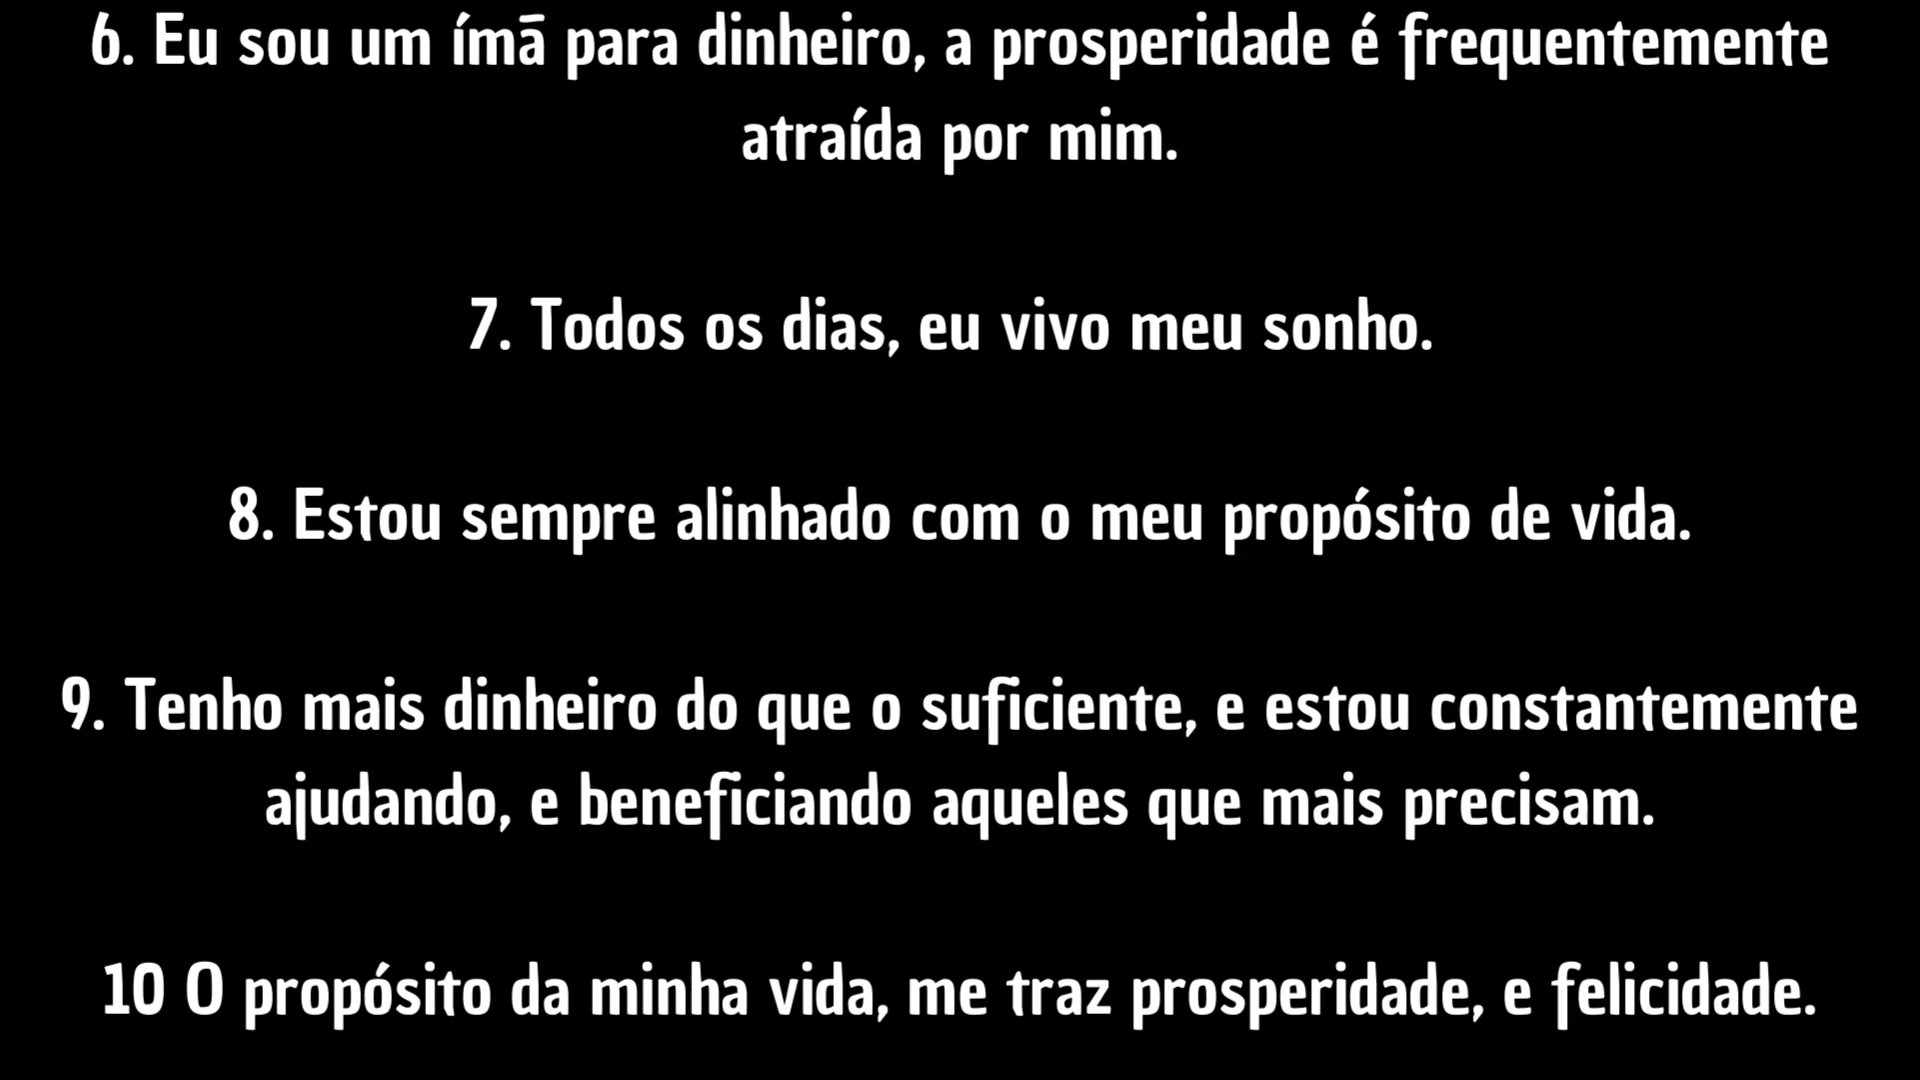 6. Eu sou um ímã para dinheiro, a prosperidade é frequentemente
atraída por mim.
7. Todos os dias, eu vivo meu sonho.
8. Estou sempre alinhado com o meu propósito de vida.
9. Tenho mais dinheiro do que o suficiente, e estou constantemente
ajudando, e beneficiando aqueles que mais precisam.
10 O propósito da minha vida, me traz prosperidade, e felicidade.